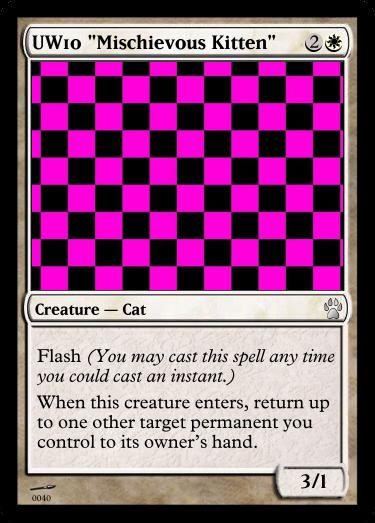 UW10 "Mischievous Kitten" 2
Creature — Cat
Flash (You may cast this spell any time
you could cast an instant.)
When this creature enters, return up
to one other target permanent you
control to its owner's hand.
3/1
0040